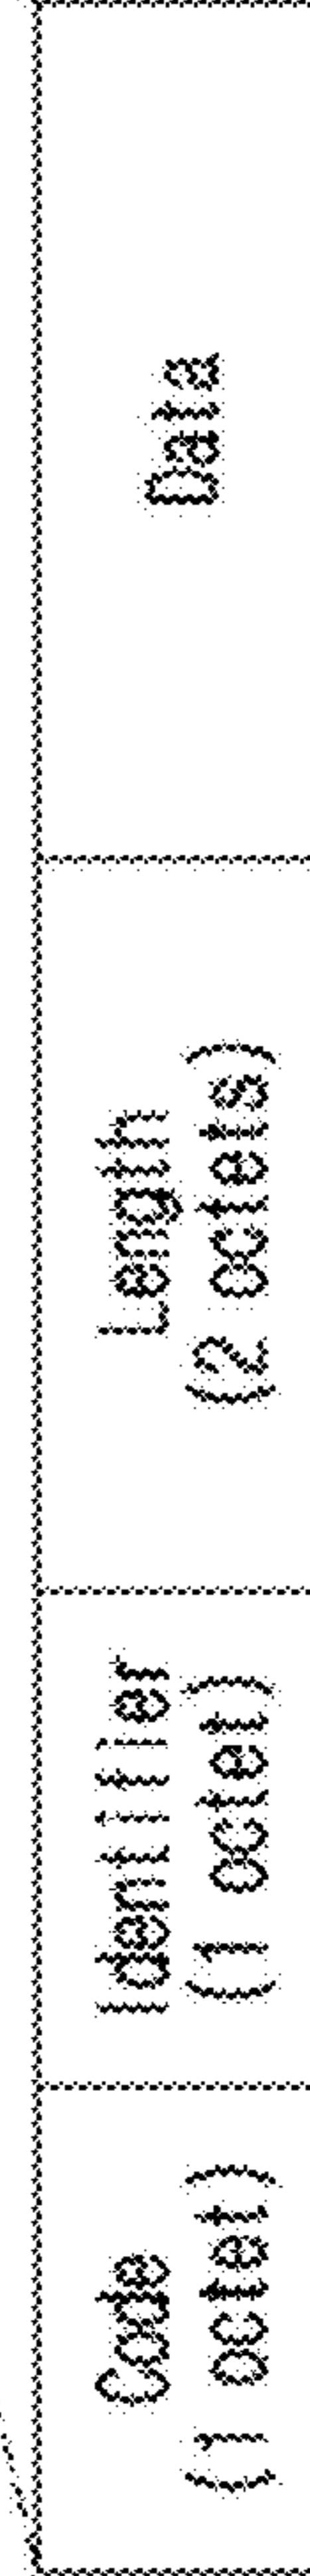 Code
(1 octet)
Identifier
(1 octet)
Length
(2 octets)
Data